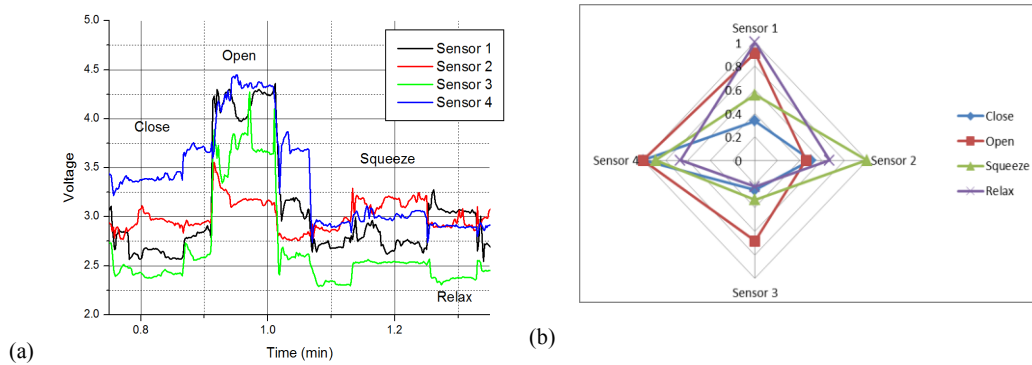 5.0
4.5
4.0
3.5
3.0
2.5
2.0
Voltage
0.8
1.0
1.2
Time (min)
Close
Open
Squeeze
Relax
Sensor 1
Sensor 2
Sensor 3
Sensor 4
(a)
Sensor 1
1
0.8
0.6
0.4
0.2
0
Sensor 4
Sensor 2
Sensor 3
Close
Open
Squeeze
Relax
(b)